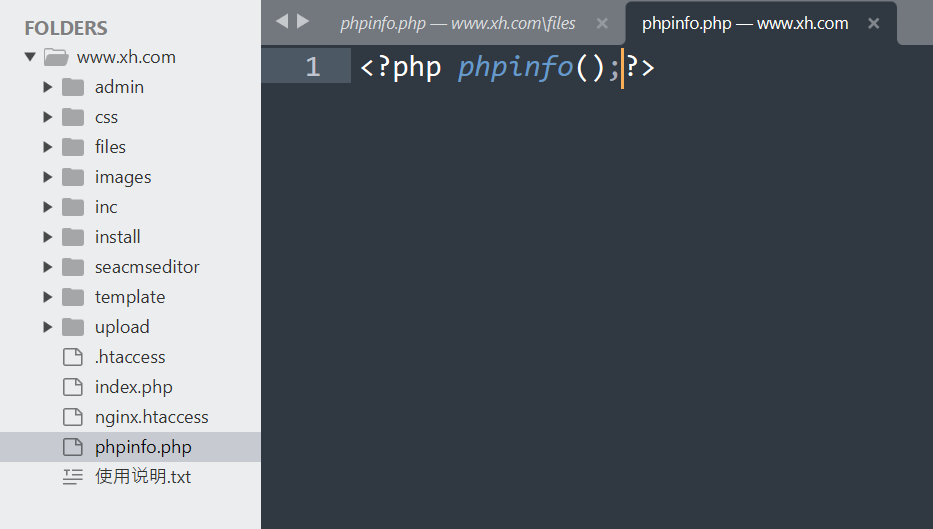 FOLDERS
www.xh.com
admin
css
files
images
inc
install
seacmseditor
template
upload
.htaccess
index.php
nginx.htaccess
phpinfo.php
使用说明.txt
phpinfo.php — www.xh.com\files ×
phpinfo.php — www.xh.com ×
1 <?php phpinfo();?>